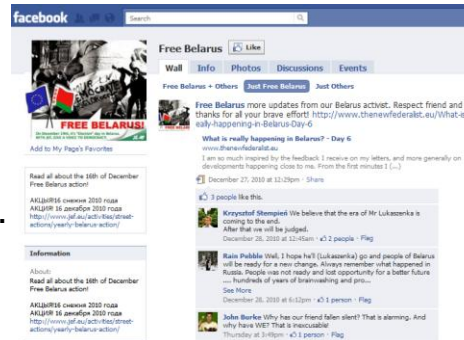 facebook
Search
Free Belarus Like
Wall Info Photos Discussions Events
Free Belarus + Others Just Free Belarus Just Others
Free Belarus more updates from our Belarus activist. Respect friend and
thanks for all your brave effort! http://www.thenewfederalist.eu/What-is
eally-happening-in-Belarus-Day-6
What is really happening in Belarus? - Day 6
www.thenewfederalist.eu
I am so much inspired by the feedback I receive on my letters, and more generally on
developments happening close to me. From the first minutes I (...)
December 27, 2010 at 12:29pm · Share
3 people like this.
Krzysztof Stempień We believe that the era of Mr Lukaszenka is
coming to the end.
After that we will be judged.
December 28, 2010 at 12:45am · 2 people · Flag
Rain Pebble Well, I hope he'll (Lukasenka) go and people of Belarus
will be ready for a new change. Always remember what happened in
Russia. People was not ready and lost opportunity for a better future
.... hundreds of years of brainwashing and pro...
See More
December 28, 2010 at 6:12pm · 1 person · Flag
John Burke Why has our friend fallen silent? That is alarming. And
why have WE? That is inexcusable!
Thursday at 3:49pm · 1 person · Flag
DEMOCRACY
FREE BELARUS!
Add to My Page's Favorites
Read all about the 16th of December
Free Belarus action!
АКЦЫЯ16 снежня 2010 года
АКЦИЯ 16 декабря 2010 года
http://www.jef.eu/activities/street-
actions/yearly-belarus-action/
Information
About:
Read all about the 16th of December
Free Belarus action!
АКЦЫЯ16 снежня 2010 года
АКЦИЯ 16 декабря 2010 года
http://www.jef.eu/activities/street-
actions/yearly-belarus-action/